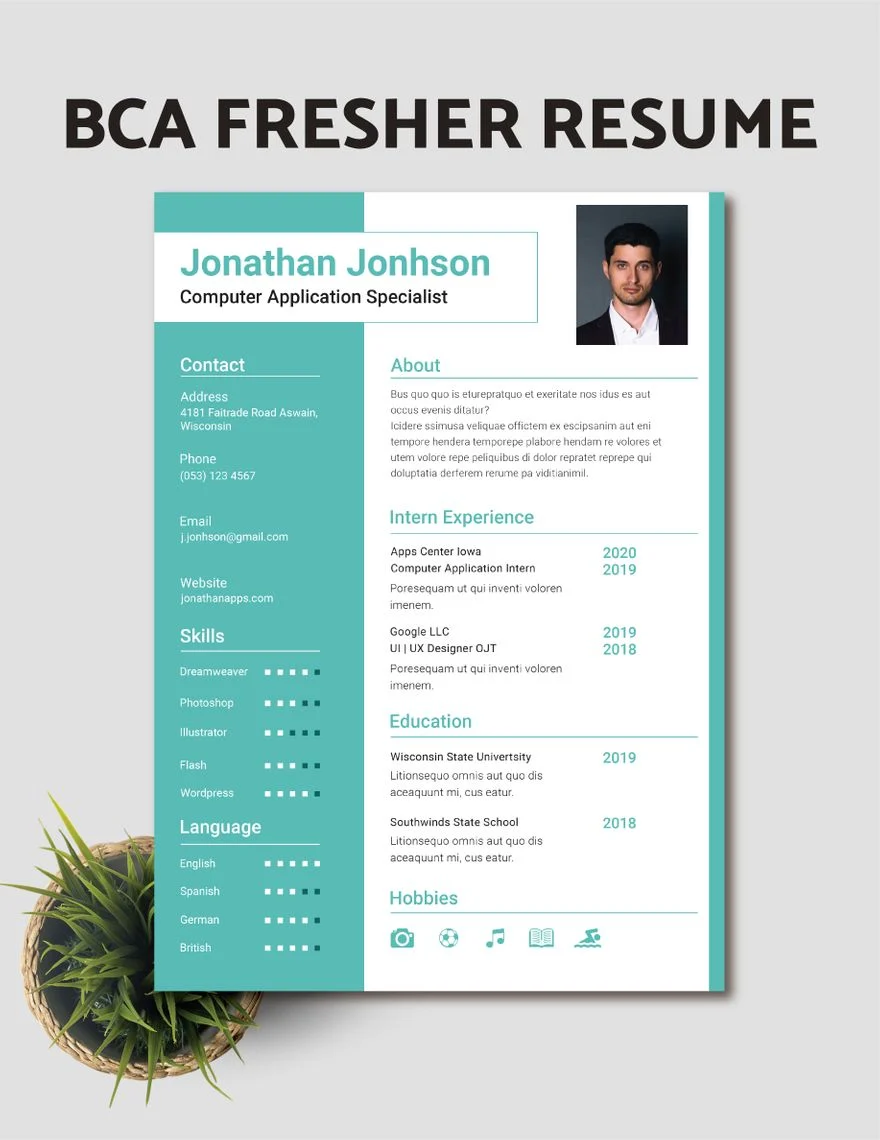 BCA FRESHER RESUME
Jonathan Jonhson
Computer Application Specialist
Contact
Address
4181 Faitrade Road Aswain,
Wisconsin
Phone
(053) 123 4567
Email
j.jonhson@gmail.com
Website
jonathanapps.com
Skills
Dreamweaver
Photoshop
Illustrator
Flash
Wordpress
Language
English
Spanish
German
British
About
Bus quo quo is eturepratquo et exeritate nos idus es aut
occus evenis ditatur?
Icidere ssimusa veliquae offictem ex escipsanim aut eni
tempore hendera temporepe plabore hendam re volores et
utem volore repe peliquibus di dolor repratet reprepe qui
doluptatia derferem rerume pa viditianimil.
Intern Experience
Apps Center Iowa 2020
Computer Application Intern 2019
Poresequam ut qui inventi voloren
imenem.
Google LLC 2019
UI | UX Designer OJT 2018
Poresequam ut qui inventi voloren
imenem.
Education
Wisconsin State Univertsity 2019
Litionsequo omnis aut quo dis
aceaquunt mi, cus eatur.
Southwinds State School 2018
Litionsequo omnis aut quo dis
aceaquunt mi, cus eatur.
Hobbies